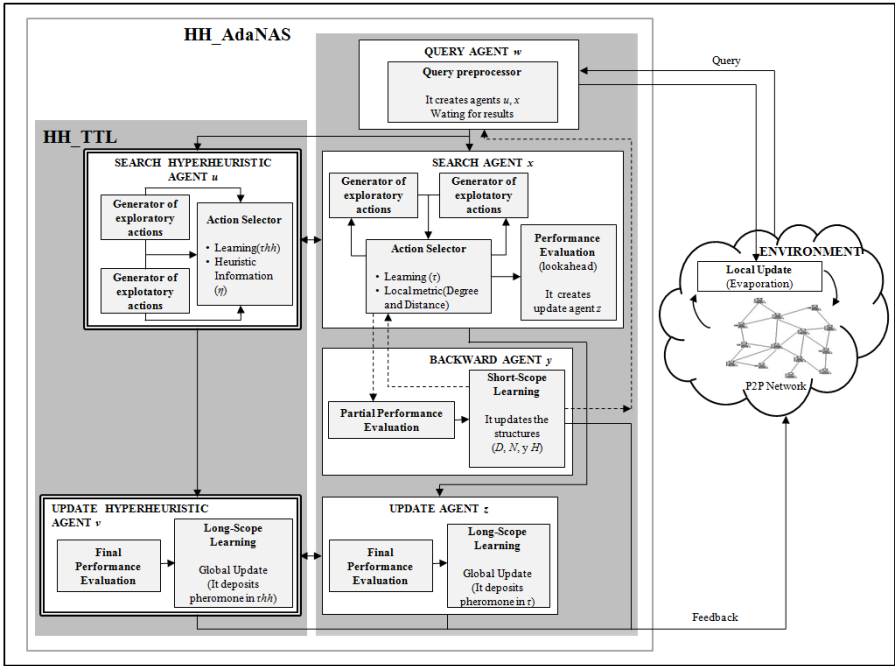 HH_AdaNAS
QUERY AGENT w
Query preprocessor
It creates agents u, x
Wating for results
Query
HH_TTL
SEARCH HYPERHEURISTIC
AGENT u
Generator of
exploratory
actions
Generator of
explotatory
actions
Action Selector
• Learning(τhh)
• Heuristic
Information
(η)
SEARCH AGENT x
Generator of
exploratory
actions
Generator of
explotatory
actions
Action Selector
• Learning (τ)
• Local metric(Degree
and Distance)
Performance
Evaluation
(lookahead)
It creates
update agent z
ENVIRONMENT
Local Update
(Evaporation)
P2P Network
BACKWARD AGENT y
Partial Performance
Evaluation
Short-Scope
Learning
It updates the
structures
(D, N, y H)
UPDATE HYPERHEURISTIC
AGENT v
Final
Performance
Evaluation
Long-Scope
Learning
Global Update
(It deposits
pheromone in τhh)
UPDATE AGENT z
Final
Performance
Evaluation
Long-Scope
Learning
Global Update
(It deposits
pheromone in τ)
Feedback